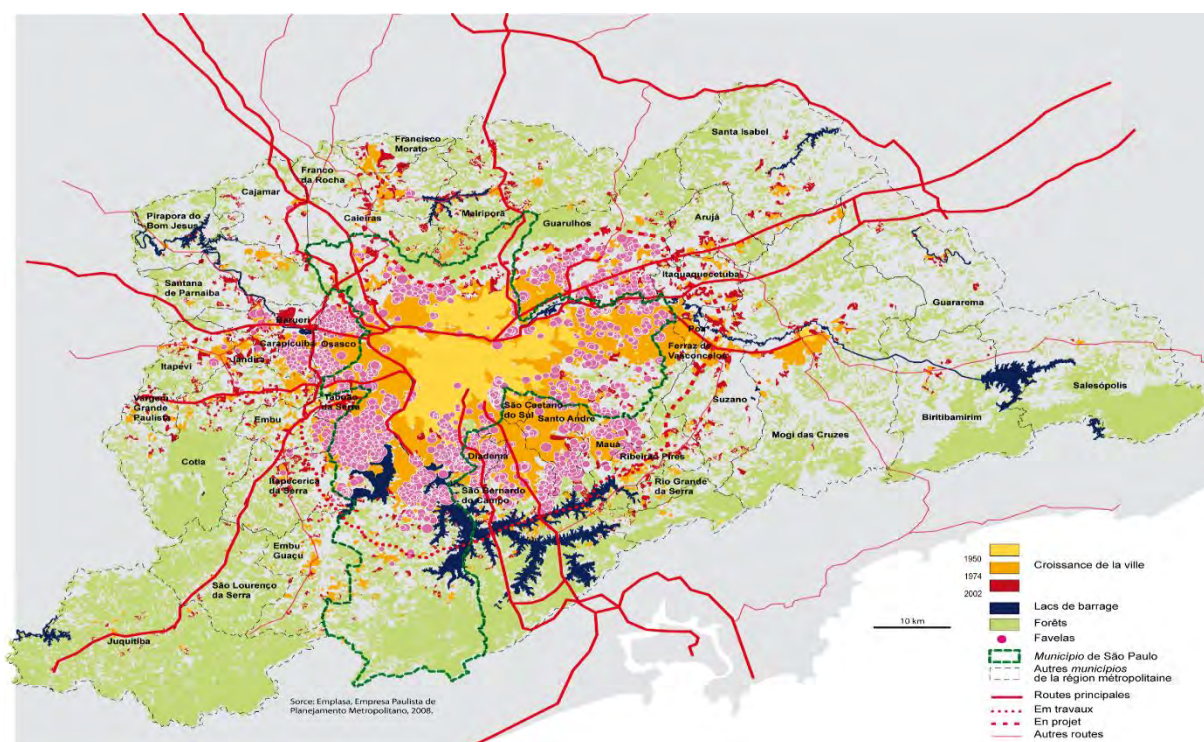 Francisco
Morato
Santa Isabel
Franco
da Rocha
Cajamar
Mairiporã
Pirapora do
Bom Jesus
Caieiras
Guarulhos
Arujá
Itaquaquecetuba
Santana
de Parnaiba
Guararema
Barueri
Poá
Carapicuiba
Osasco
Ferraz de
Vasconcelos
Jandira
Itapevi
Salesópolis
Vargem
Grande
Paulista
Taboão
da Serra
São Caetano
do Sul
Suzano
Santo André
Biritibamirim
Embu
Mogi das Cruzes
Mauá
Diadema
Ribeirão Pires
Cotia
Itapecerica
da Serra
São Bernardo
do Campo
Rio Grande
da Serra
Embu
Guaçu
São Lourenço
da Serra
Juquitiba
1950
Croissance de la ville
1974
2002
Lacs de barrage
10 km
Forêts
Favelas
Município de São Paulo
Autres municípios
de la région métropolitaine
Routes principales
Em travaux
En projet
Autres routes
Sorce: Emplasa, Empresa Paulista de
Planejamento Metropolitano, 2008.